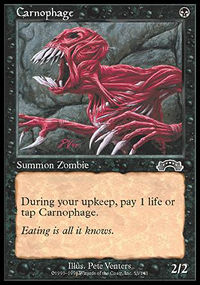 Carnophage
Summon Zombie
During your upkeep, pay 1 life or
tap Carnophage.
Eating is all it knows.
Illus. Pete Venters
2/2